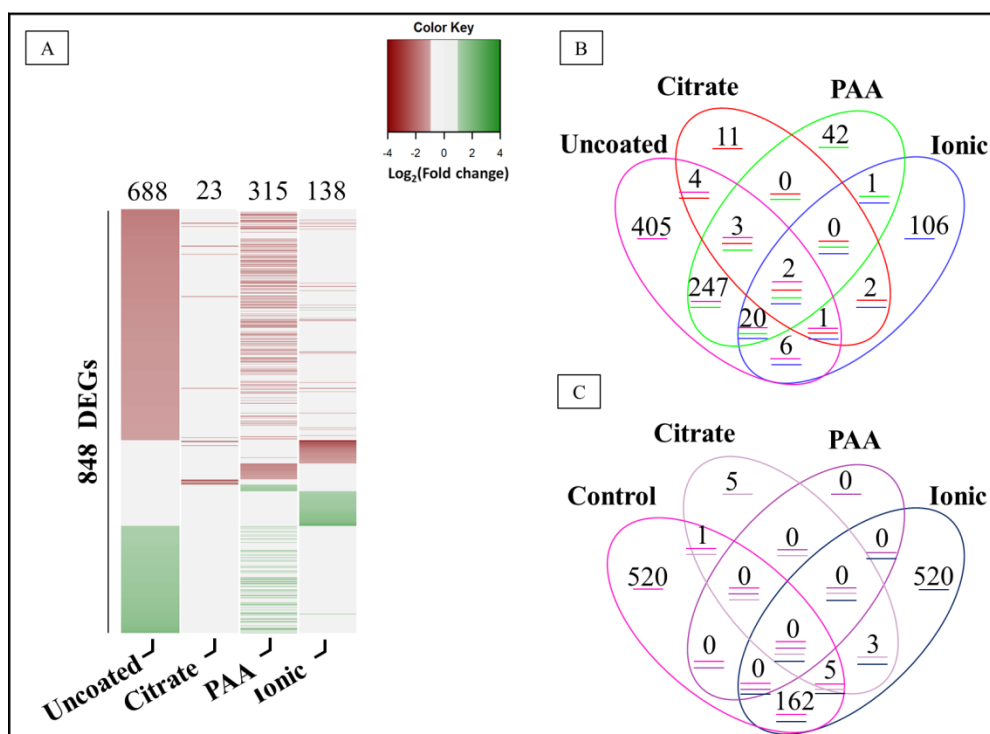 A
Color Key
-4 -2 0 2 4
Log2(Fold change)
688 23 315 138
848 DEGs
Uncoated Citrate PAA Ionic
B
Citrate PAA
Uncoated Ionic
11 42
4 0 1
405 3 0 106
247 2 2
20 1
6
C
Citrate PAA
Control Ionic
5 0
1 0 0
520 0 0 520
0 0 3
0 5
162